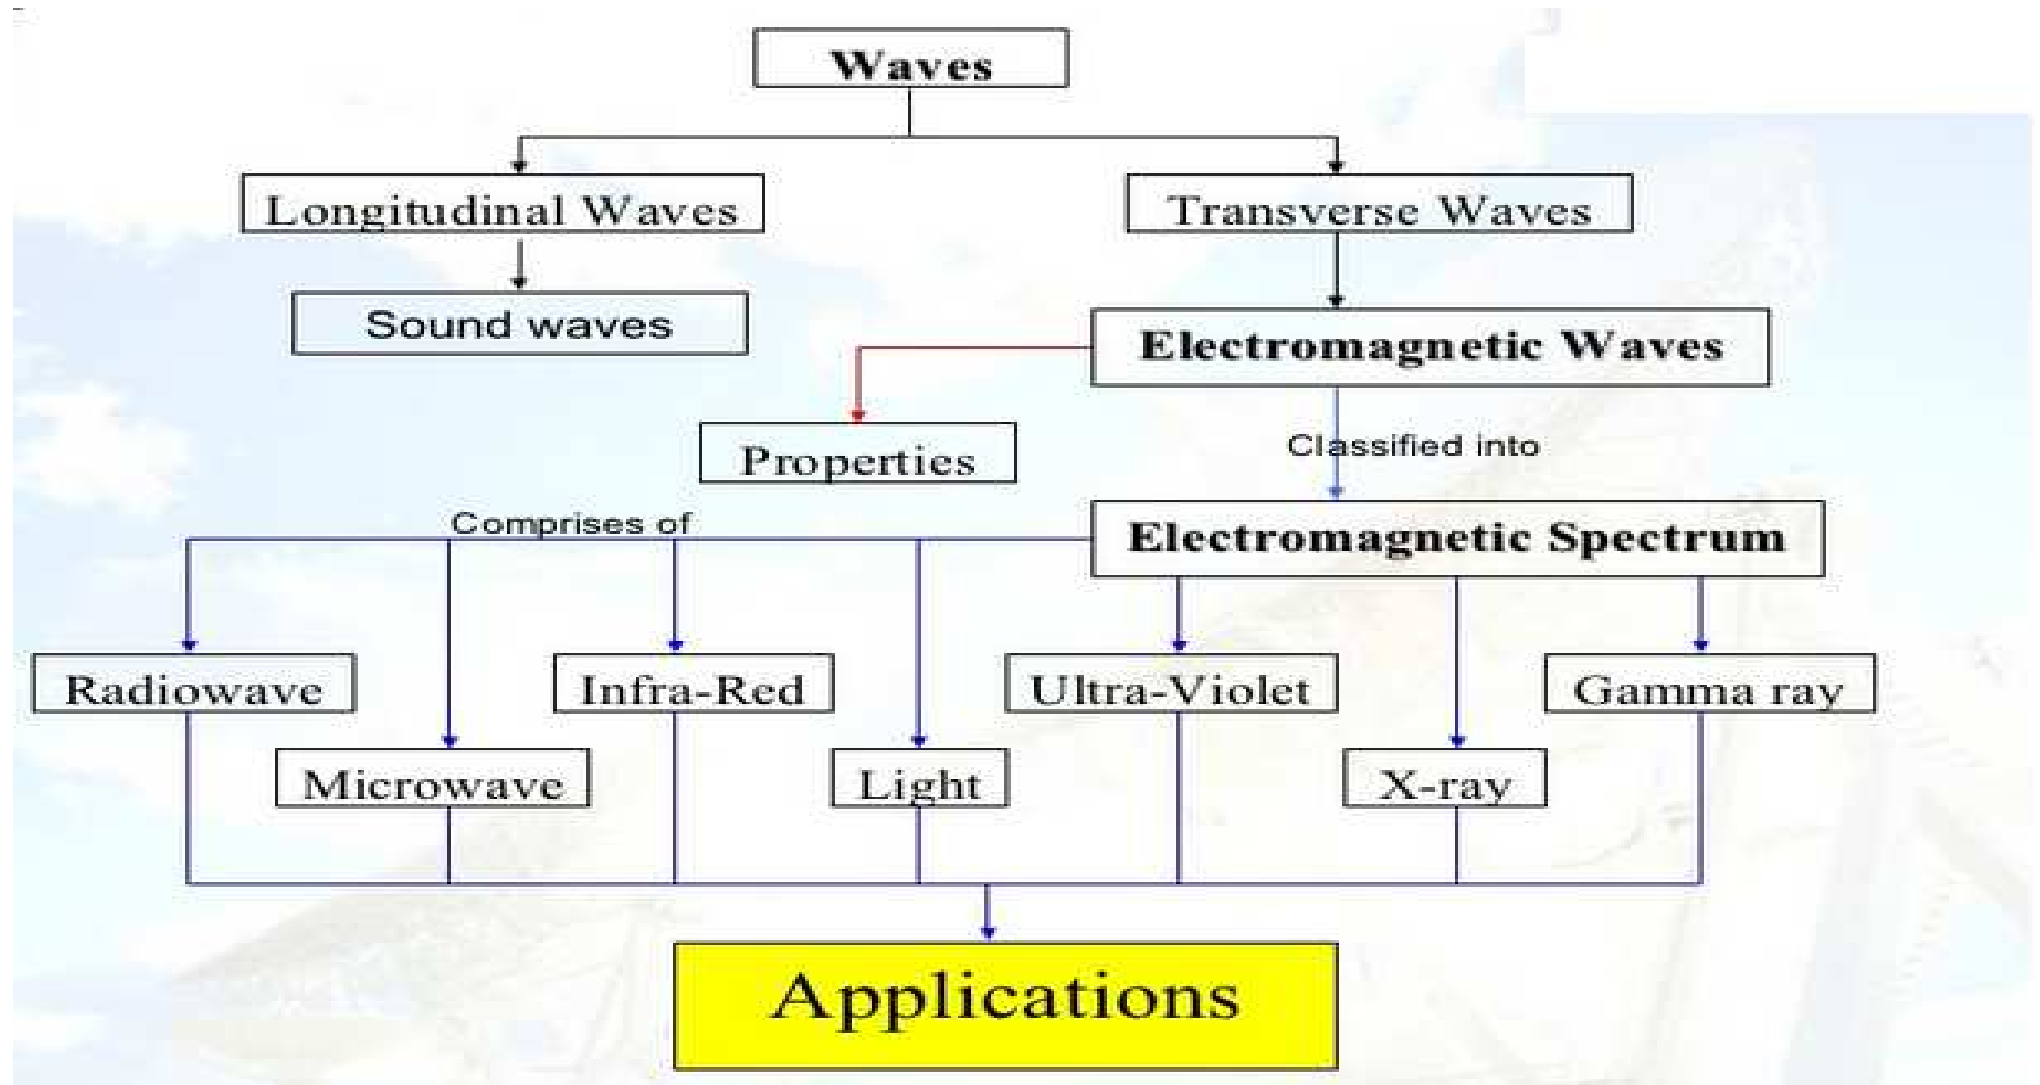 Waves
Longitudinal Waves
Transverse Waves
Sound waves
Electromagnetic Waves
Properties
Classified into
Comprises of
Electromagnetic Spectrum
Radiowave
Infra-Red
Ultra-Violet
Gamma ray
Microwave
Light
X-ray
Applications